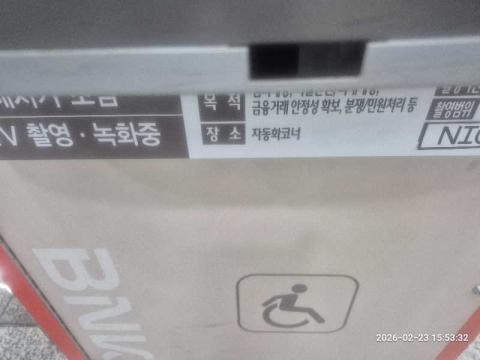 목 적
금융거래 안정성 확보, 분쟁/민원처리 등
촬영범위
V 촬영·녹화중
장 소
자동화코너
NIC
BNK
2026-02-23 15:53:32